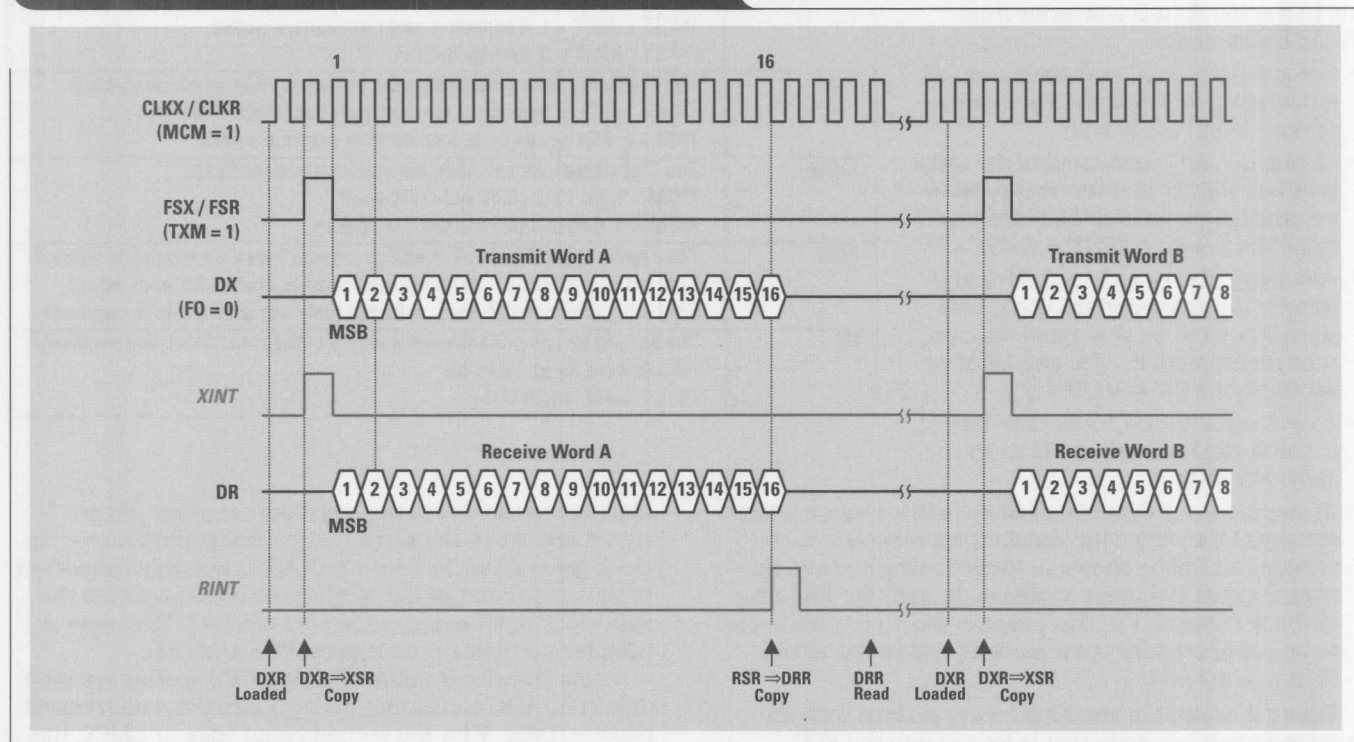 1 16
CLKX / CLKR
(MCM = 1)
FSX / FSR
(TXM = 1)
Transmit Word A Transmit Word B
DX
(FO = 0)
1 2 3 4 5 6 7 8 9 10 11 12 13 14 15 16 1 2 3 4 5 6 7 8
MSB
XINT
Receive Word A Receive Word B
DR
1 2 3 4 5 6 7 8 9 10 11 12 13 14 15 16 1 2 3 4 5 6 7 8
MSB
RINT
DXR DXR⇒XSR RSR ⇒DRR DRR DXR DXR⇒XSR
Loaded Copy Copy Read Loaded Copy